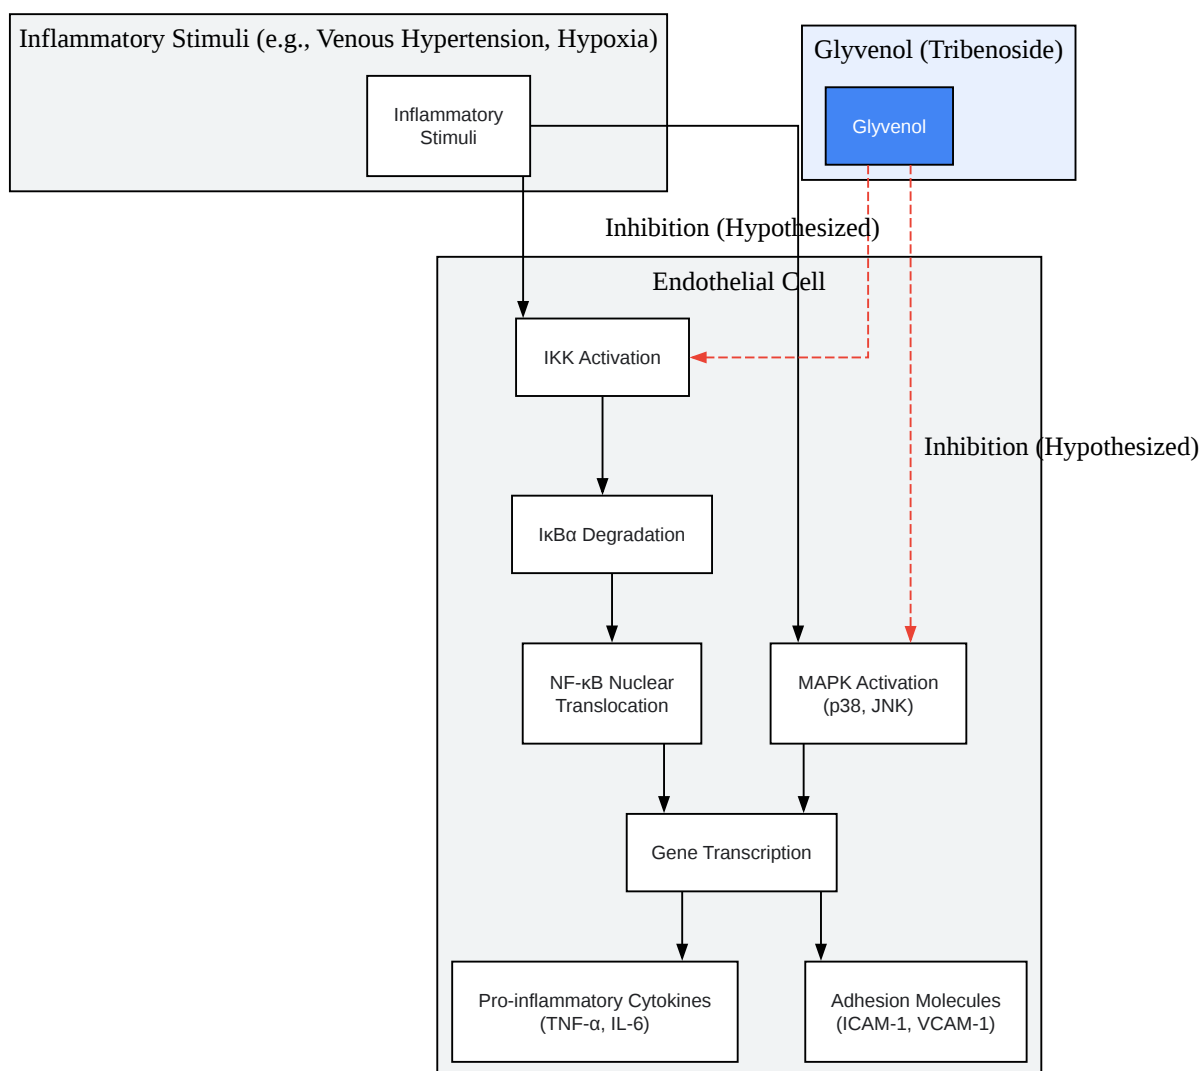 Inflammatory Stimuli (e.g., Venous Hypertension, Hypoxia)
Glyvenol (Tribenoside)
Inflammatory
Stimuli
Glyvenol
Inhibition (Hypothesized)
Endothelial Cell
IKK Activation
Inhibition (Hypothesized)
IκBα Degradation
NF-κB Nuclear
Translocation
MAPK Activation
(p38, JNK)
Gene Transcription
Pro-inflammatory Cytokines
(TNF-α, IL-6)
Adhesion Molecules
(ICAM-1, VCAM-1)